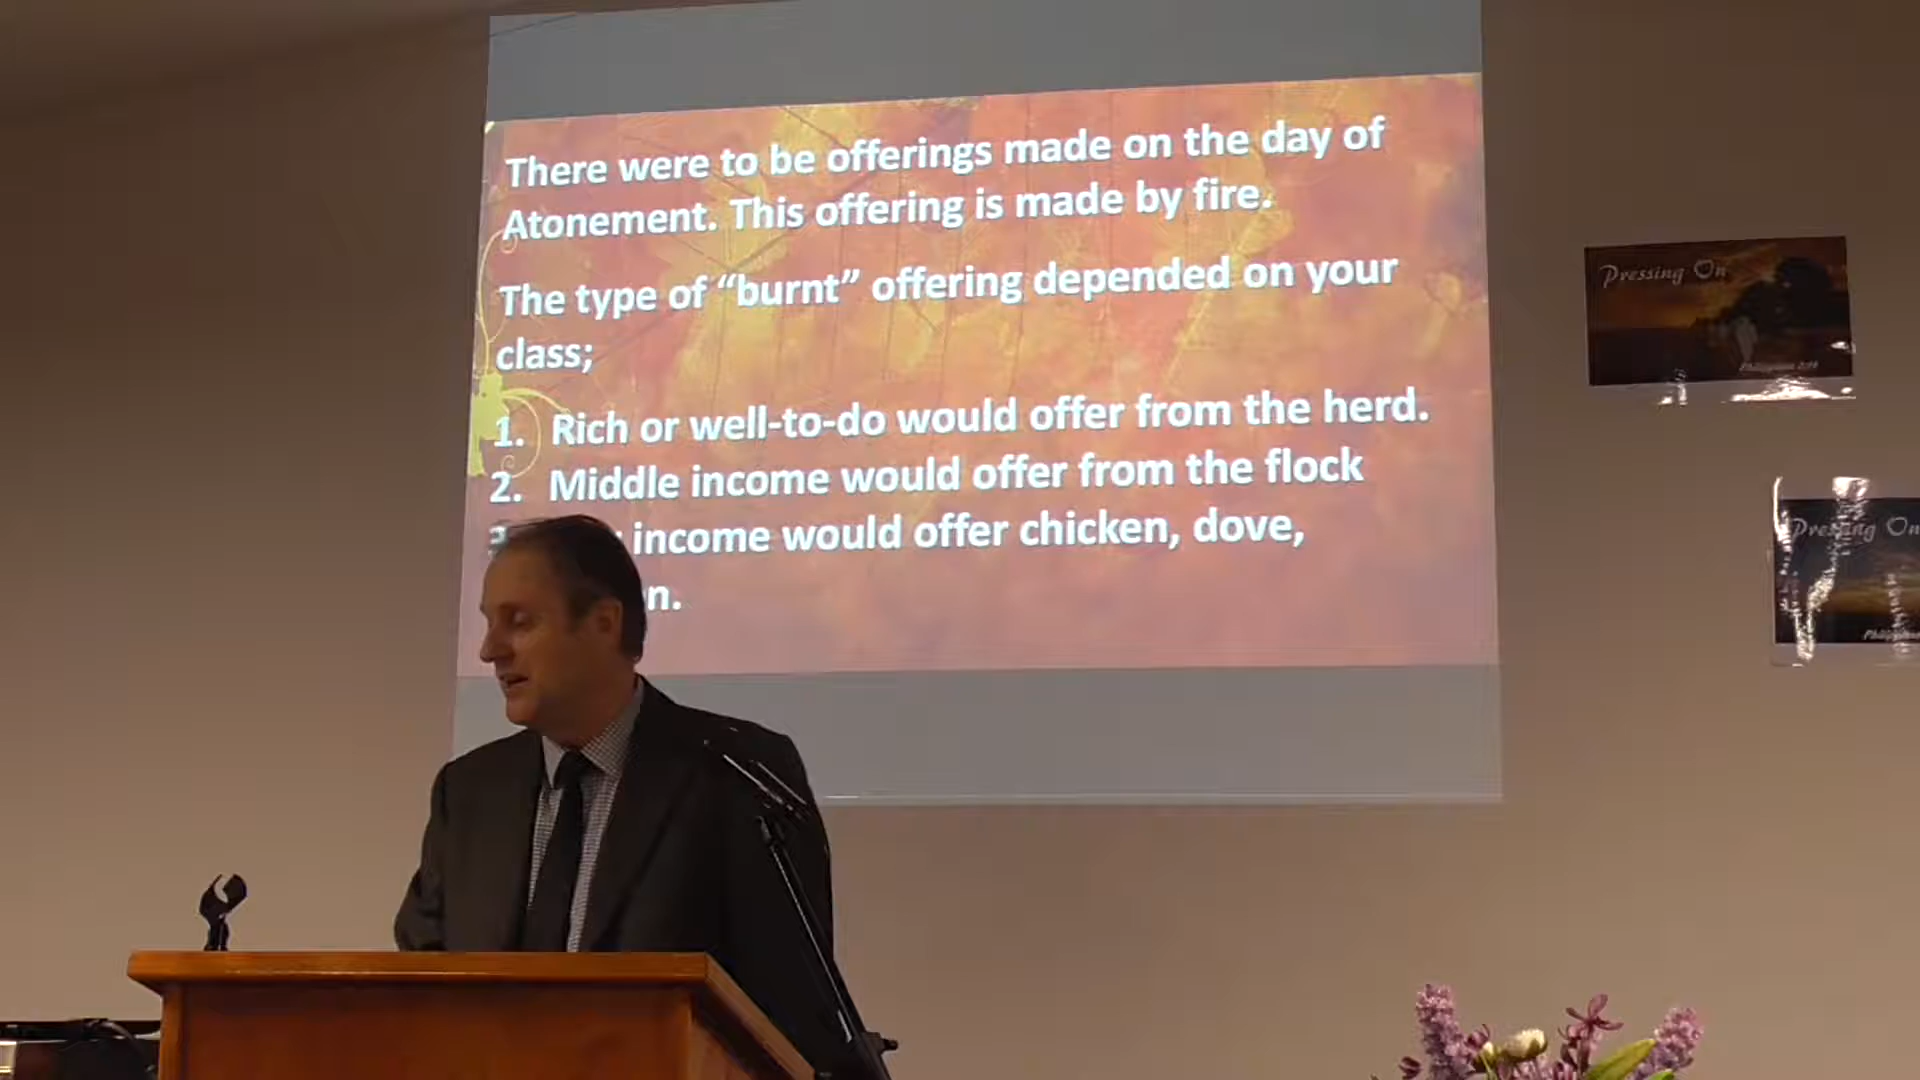 There were to be offerings made on the day of
Atonement. This offering is made by fire.
The type of “burnt” offering depended on your
class;
1. Rich or well-to-do would offer from the herd.
2. Middle income would offer from the flock
income would offer chicken, dove,
Pressing On
Pressing On